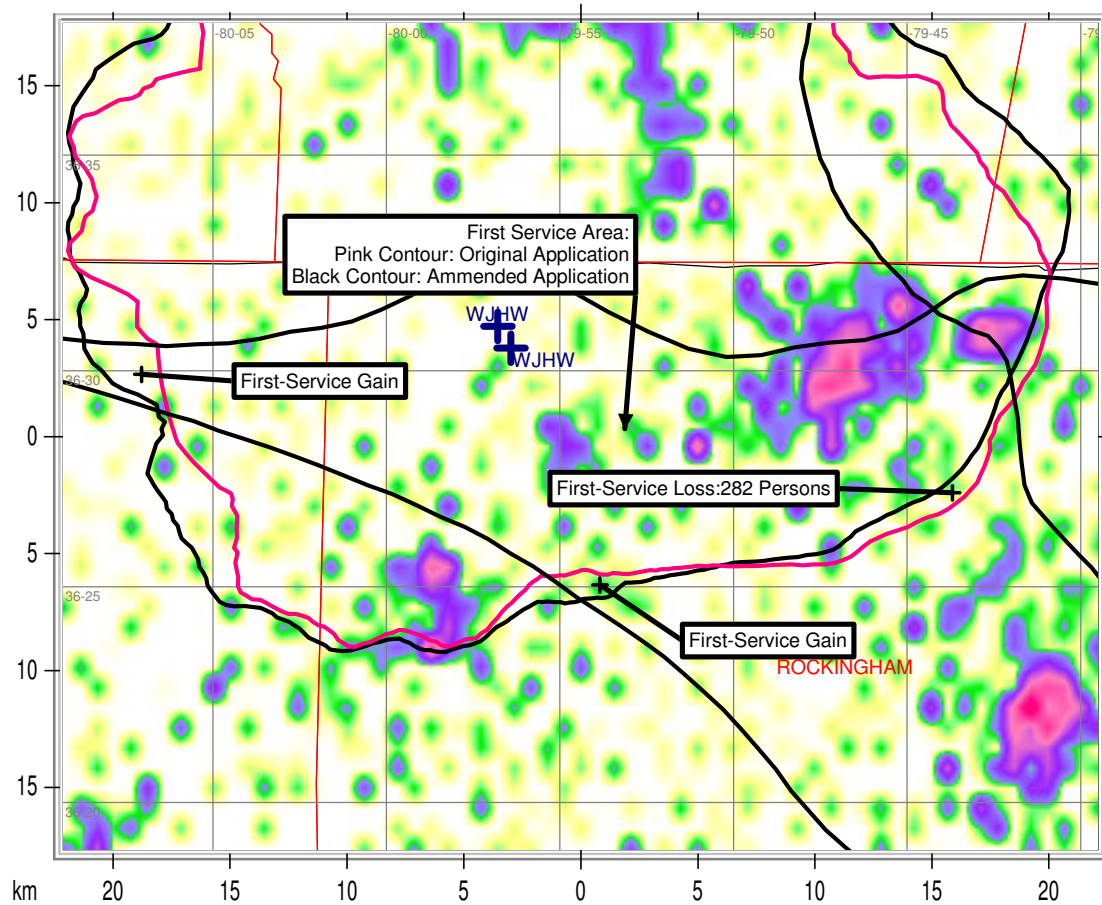 -80-05
-80-00
-79-55
-79-50
-79-45
15
36-35
10
First Service Area:
Pink Contour: Original Application
Black Contour: Ammended Application
5
WJHW
WJHW
36-30
First-Service Gain
0
First-Service Loss:282 Persons
5
36-25
First-Service Gain
ROCKINGHAM
10
15
36-20
km 20 15 10 5 0 5 10 15 20